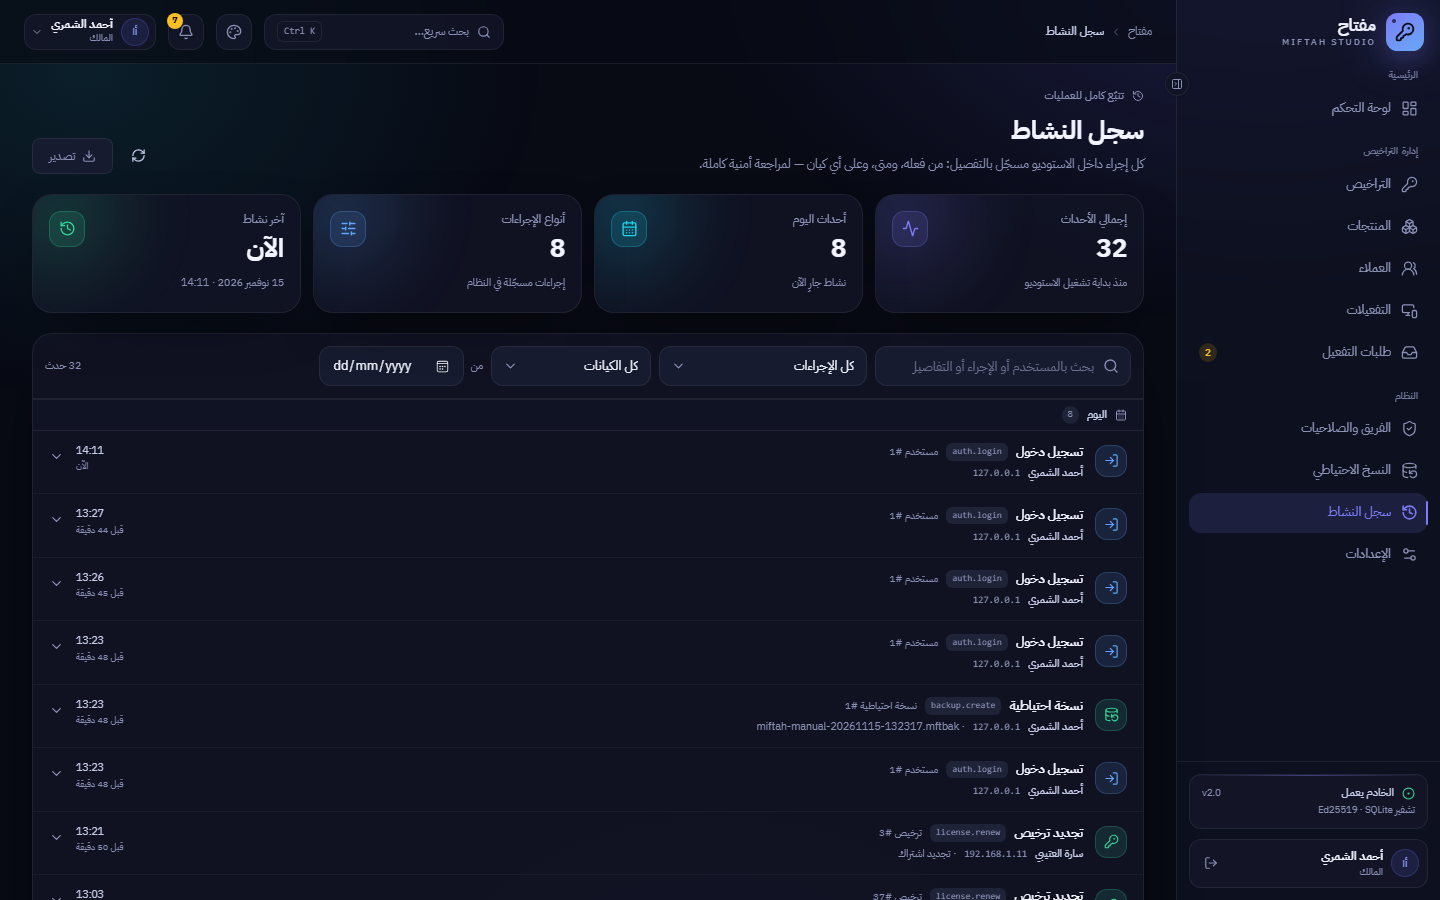 مفتاح
MIFTAH STUDIO
الرئيسية
لوحة التحكم
إدارة التراخيص
التراخيص
المنتجات
العملاء
التفعيلات
طلبات التفعيل
2
النظام
الفريق والصلاحيات
النسخ الاحتياطي
سجل النشاط
الإعدادات
الخادم يعمل
v2.0
تشفير Ed25519 · SQLite
أأ
أحمد الشمري
المالك
مفتاح
سجل النشاط
بحث سريع...
Ctrl K
7
أأ
أحمد الشمري
المالك
تتبّع كامل للعمليات
سجل النشاط
كل إجراء داخل الاستوديو مسجّل بالتفصيل: من فعله، ومتى، وعلى أي كيان — لمراجعة أمنية كاملة.
تصدير
إجمالي الأحداث
32
منذ بداية تشغيل الاستوديو
أحداث اليوم
8
نشاط جارٍ الآن
أنواع الإجراءات
8
إجراءات مسجّلة في النظام
آخر نشاط
الآن
15 نوفمبر 2026 · 14:11
بحث بالمستخدم أو الإجراء أو التفاصيل
كل الإجراءات
كل الكيانات
من
dd/mm/yyyy
32 حدث
اليوم 8
تسجيل دخول auth.login مستخدم #1
14:11
أحمد الشمري 127.0.0.1
الآن
تسجيل دخول auth.login مستخدم #1
13:27
أحمد الشمري 127.0.0.1
قبل 44 دقيقة
تسجيل دخول auth.login مستخدم #1
13:26
أحمد الشمري 127.0.0.1
قبل 45 دقيقة
تسجيل دخول auth.login مستخدم #1
13:23
أحمد الشمري 127.0.0.1
قبل 48 دقيقة
نسخة احتياطية backup.create نسخة احتياطية #1
13:23
أحمد الشمري 127.0.0.1 · miftah-manual-20261115-132317.mftbak
قبل 48 دقيقة
تسجيل دخول auth.login مستخدم #1
13:23
أحمد الشمري 127.0.0.1
قبل 48 دقيقة
تجديد ترخيص license.renew ترخيص #3
13:21
سارة العتيبي 192.168.1.11 · تجديد اشتراك
قبل 50 دقيقة
تجديد ترخيص license.renew ترخيص #37
13:03